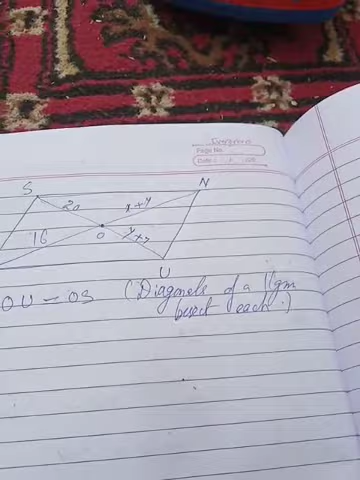 Page No.
Date
S
N
20
x+y
16
O
y+7
U
OU = OS (Diagonals of a ||gm
bisect each.)